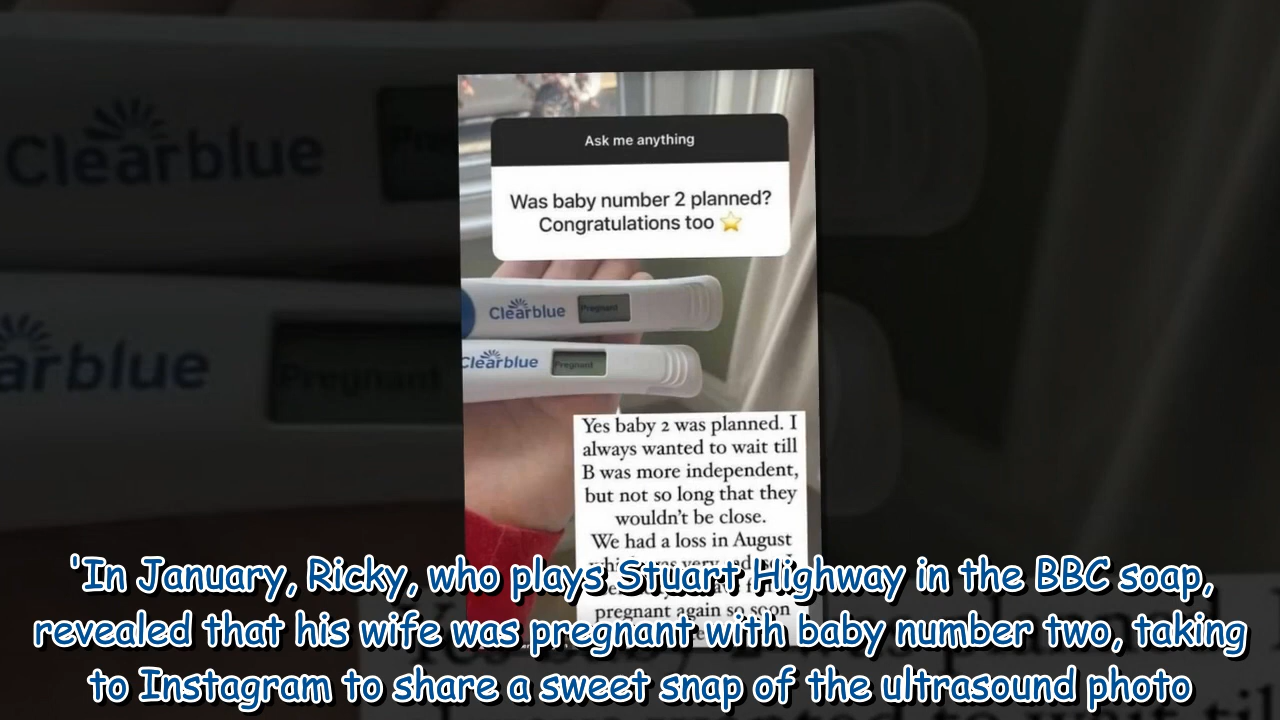 Clearblue
Pregnant
arblue
Ask me anything
Was baby number 2 planned?
Congratulations too ⭐
Clearblue
Pregnant
Clearblue
Pregnant
Yes baby 2 was planned. I
always wanted to wait till
B was more independent,
but not so long that they
wouldn't be close.
We had a loss in August
pregnant again so soon
'In January, Ricky, who plays Stuart Highway in the BBC soap,
revealed that his wife was pregnant with baby number two, taking
to Instagram to share a sweet snap of the ultrasound photo